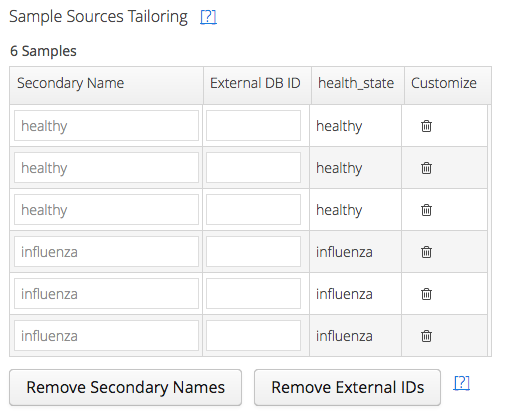 Sample Sources Tailoring [?]
6 Samples
Secondary Name External DB ID health_state Customize
healthy healthy
healthy healthy
healthy healthy
influenza influenza
influenza influenza
influenza influenza
Remove Secondary Names Remove External IDs [?]